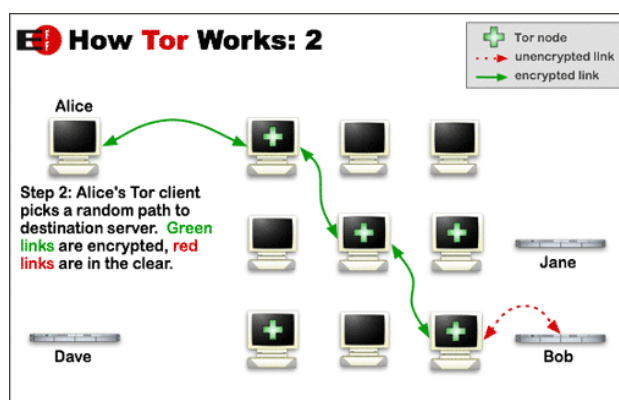 EFF How Tor Works: 2
Tor node
unencrypted link
encrypted link
Alice
Step 2: Alice's Tor client
picks a random path to
destination server. Green
links are encrypted, red
links are in the clear.
Jane
Dave
Bob